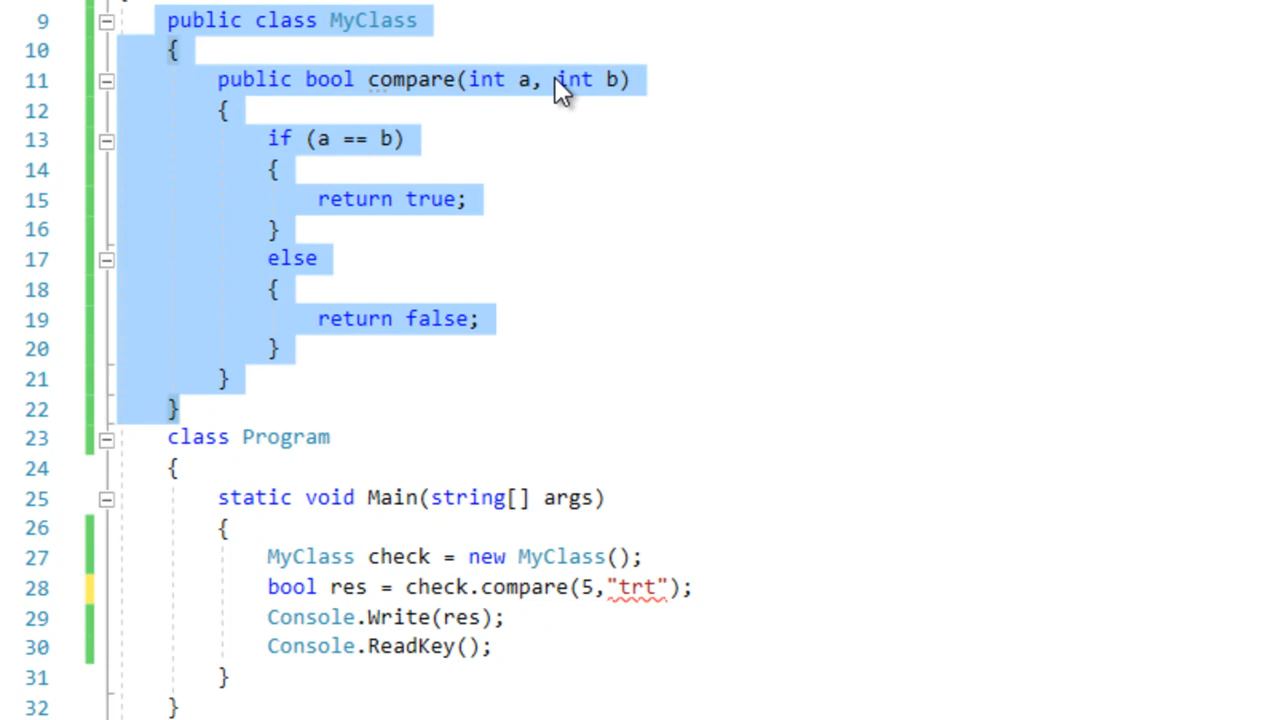 9 public class MyClass
10 {
11 public bool compare(int a, int b)
12 {
13 if (a == b)
14 {
15 return true;
16 }
17 else
18 {
19 return false;
20 }
21 }
22 }
23 class Program
24 {
25 static void Main(string[] args)
26 {
27 MyClass check = new MyClass();
28 bool res = check.compare(5,"trt");
29 Console.Write(res);
30 Console.ReadKey();
31 }
32 }